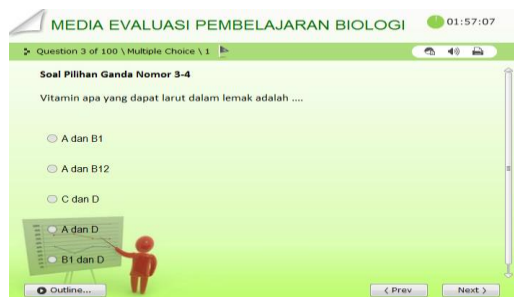 MEDIA EVALUASI PEMBELAJARAN BIOLOGI
01:57:07
Question 3 of 100 \ Multiple Choice \ 1
Soal Pilihan Ganda Nomor 3-4
Vitamin apa yang dapat larut dalam lemak adalah ....
A dan B1
A dan B12
C dan D
A dan D
B1 dan D
Outline...
Prev
Next